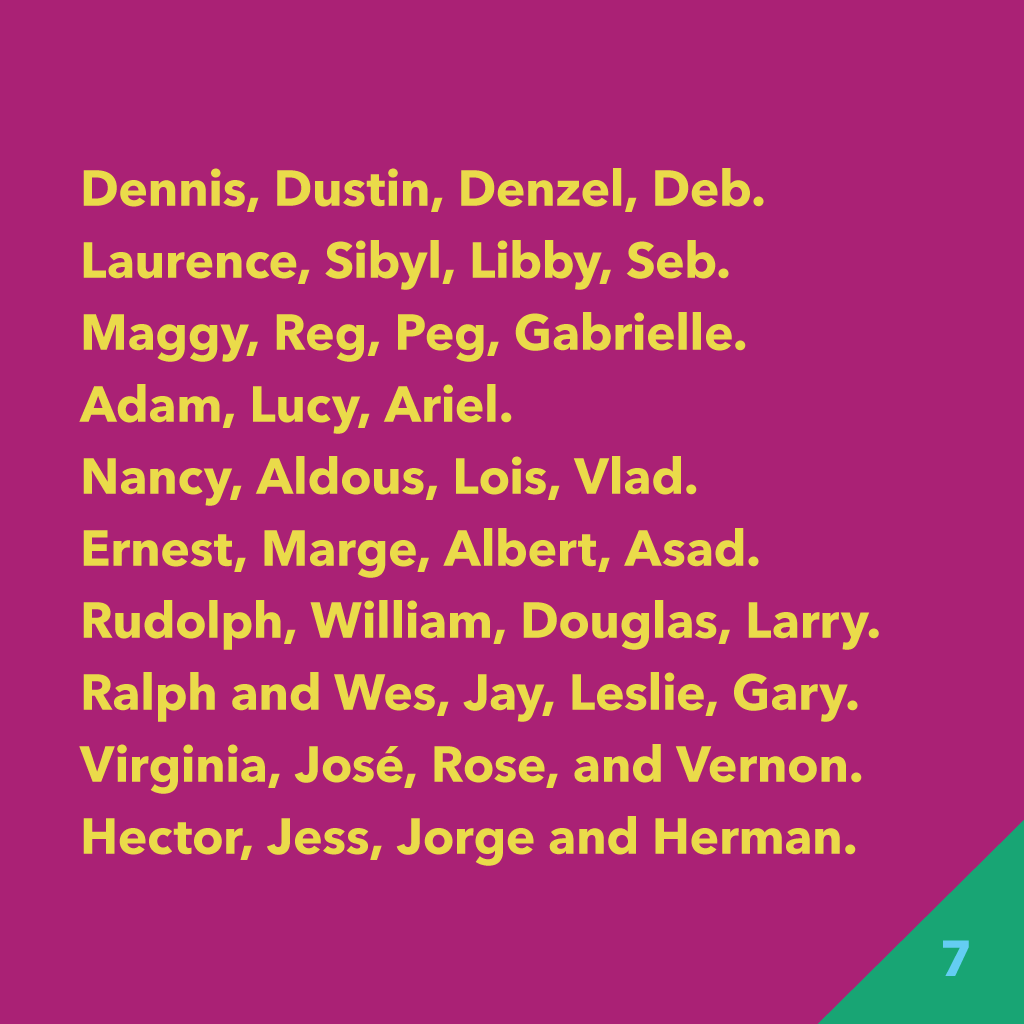 Dennis, Dustin, Denzel, Deb.
Laurence, Sibyl, Libby, Seb.
Maggy, Reg, Peg, Gabrielle.
Adam, Lucy, Ariel.
Nancy, Aldous, Lois, Vlad.
Ernest, Marge, Albert, Asad.
Rudolph, William, Douglas, Larry.
Ralph and Wes, Jay, Leslie, Gary.
Virginia, José, Rose, and Vernon.
Hector, Jess, Jorge and Herman.
7